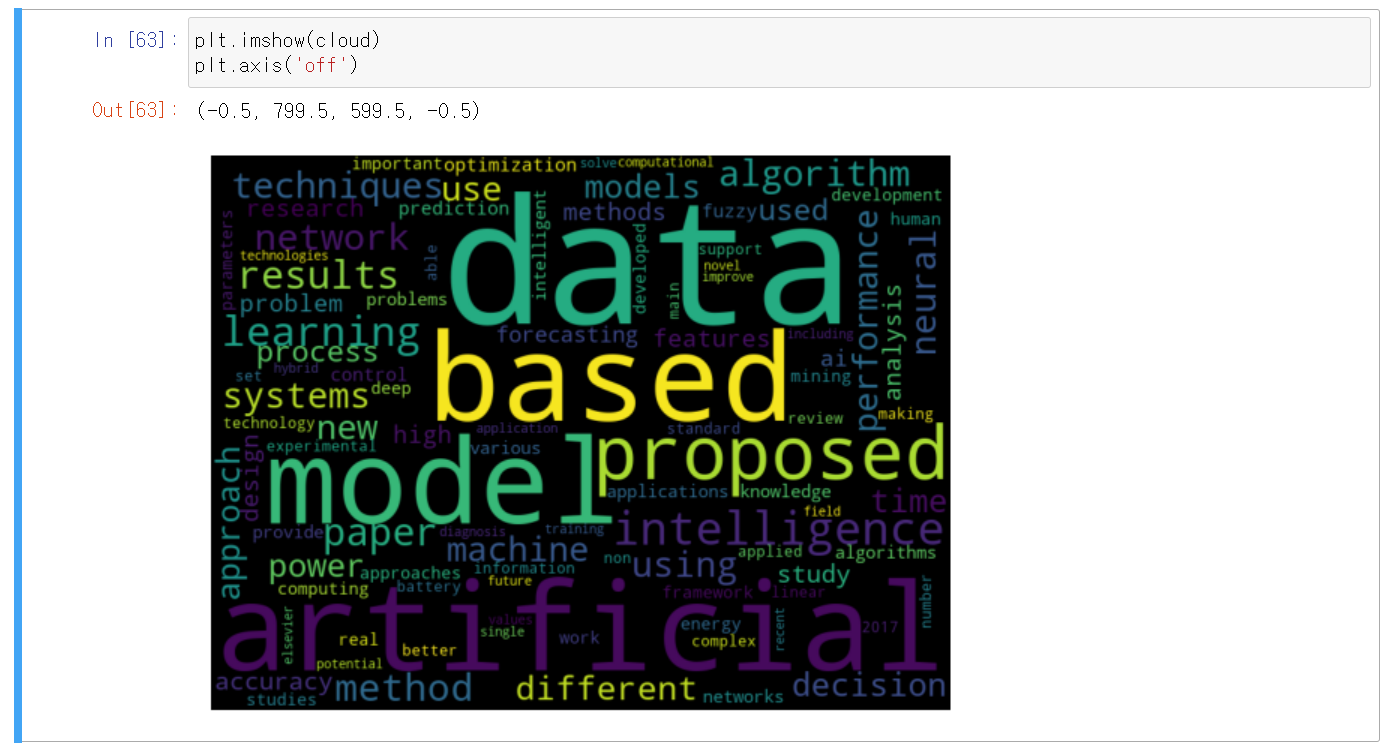 In [63]:
plt.imshow(cloud)
plt.axis('off')
Out[63]: (-0.5, 799.5, 599.5, -0.5)
important optimization solve computational
techniques use models algorithm
development
research prediction methods fuzzy used human
parameters network able intelligent data developed support performance neural
technologies novel
results improve
problem problems main analysis
learning forecasting features including
process ai
set hybrid control based mining
systems deep
technology new high application standard review making
experimental various proposed
approach design model applications knowledge time
field
provide paper diagnosis training intelligence
machine non using applied algorithms
power approaches information study
computing battery future framework linear number
artificial
elsevier values energy recent 2017
real single work complex
better
potential
accuracy method different networks decision
studies